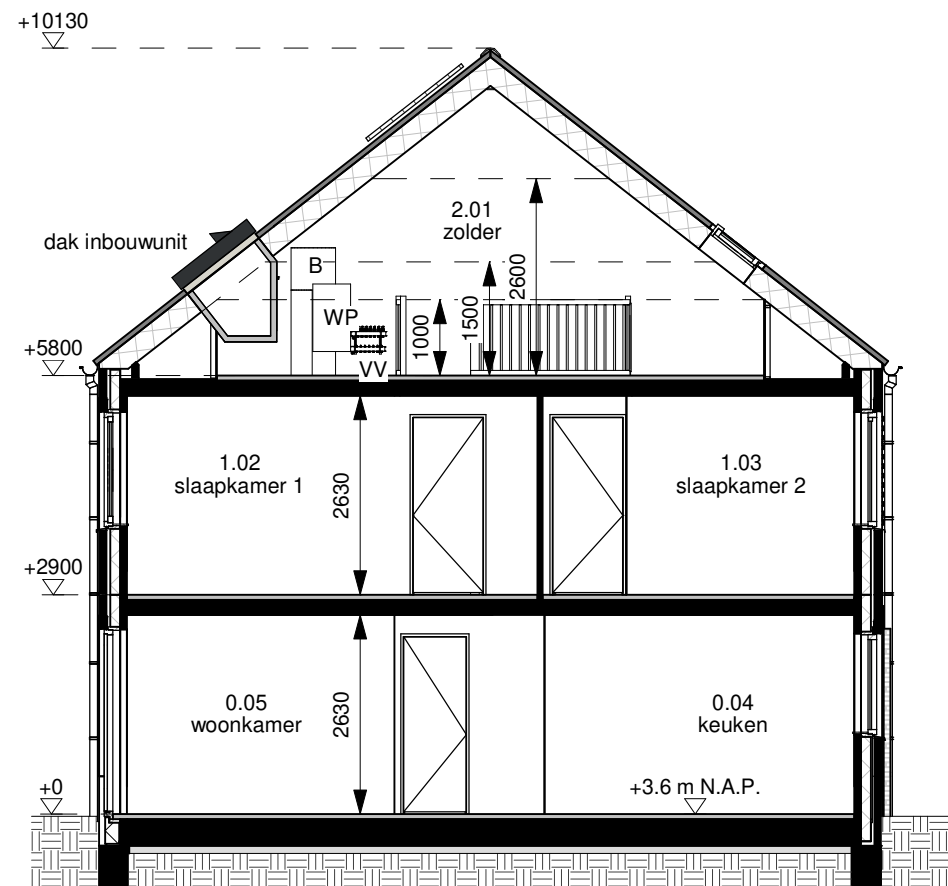 +10130
2.01
zolder
dak inbouwunit
B
WP
VV
1000
1500
2600
+5800
1.02
slaapkamer 1
2630
1.03
slaapkamer 2
+2900
0.05
woonkamer
2630
0.04
keuken
+0
+3.6 m N.A.P.